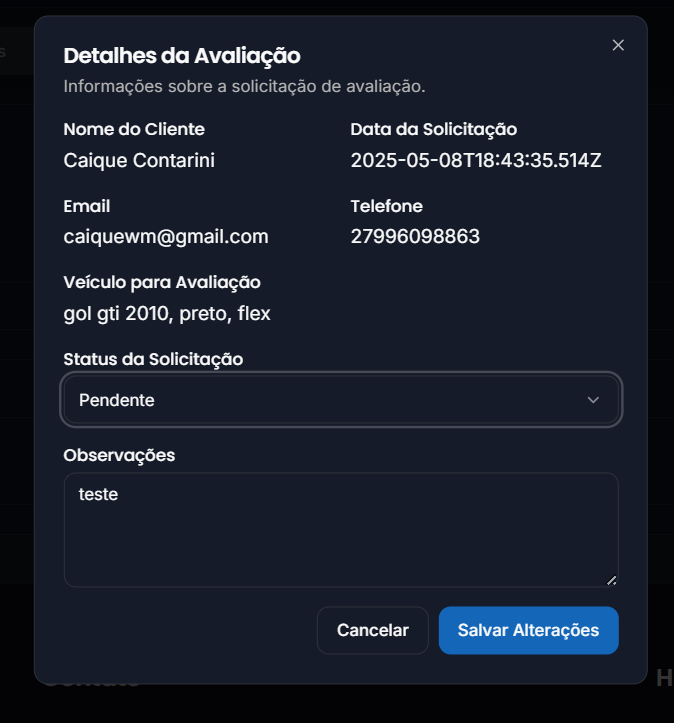 Detalhes da Avaliação
Informações sobre a solicitação de avaliação.
Nome do Cliente
Data da Solicitação
Caique Contarini
2025-05-08T18:43:35.514Z
Email
Telefone
caiquewm@gmail.com
27996098863
Veículo para Avaliação
gol gti 2010, preto, flex
Status da Solicitação
Pendente
Observações
teste
Cancelar
Salvar Alterações